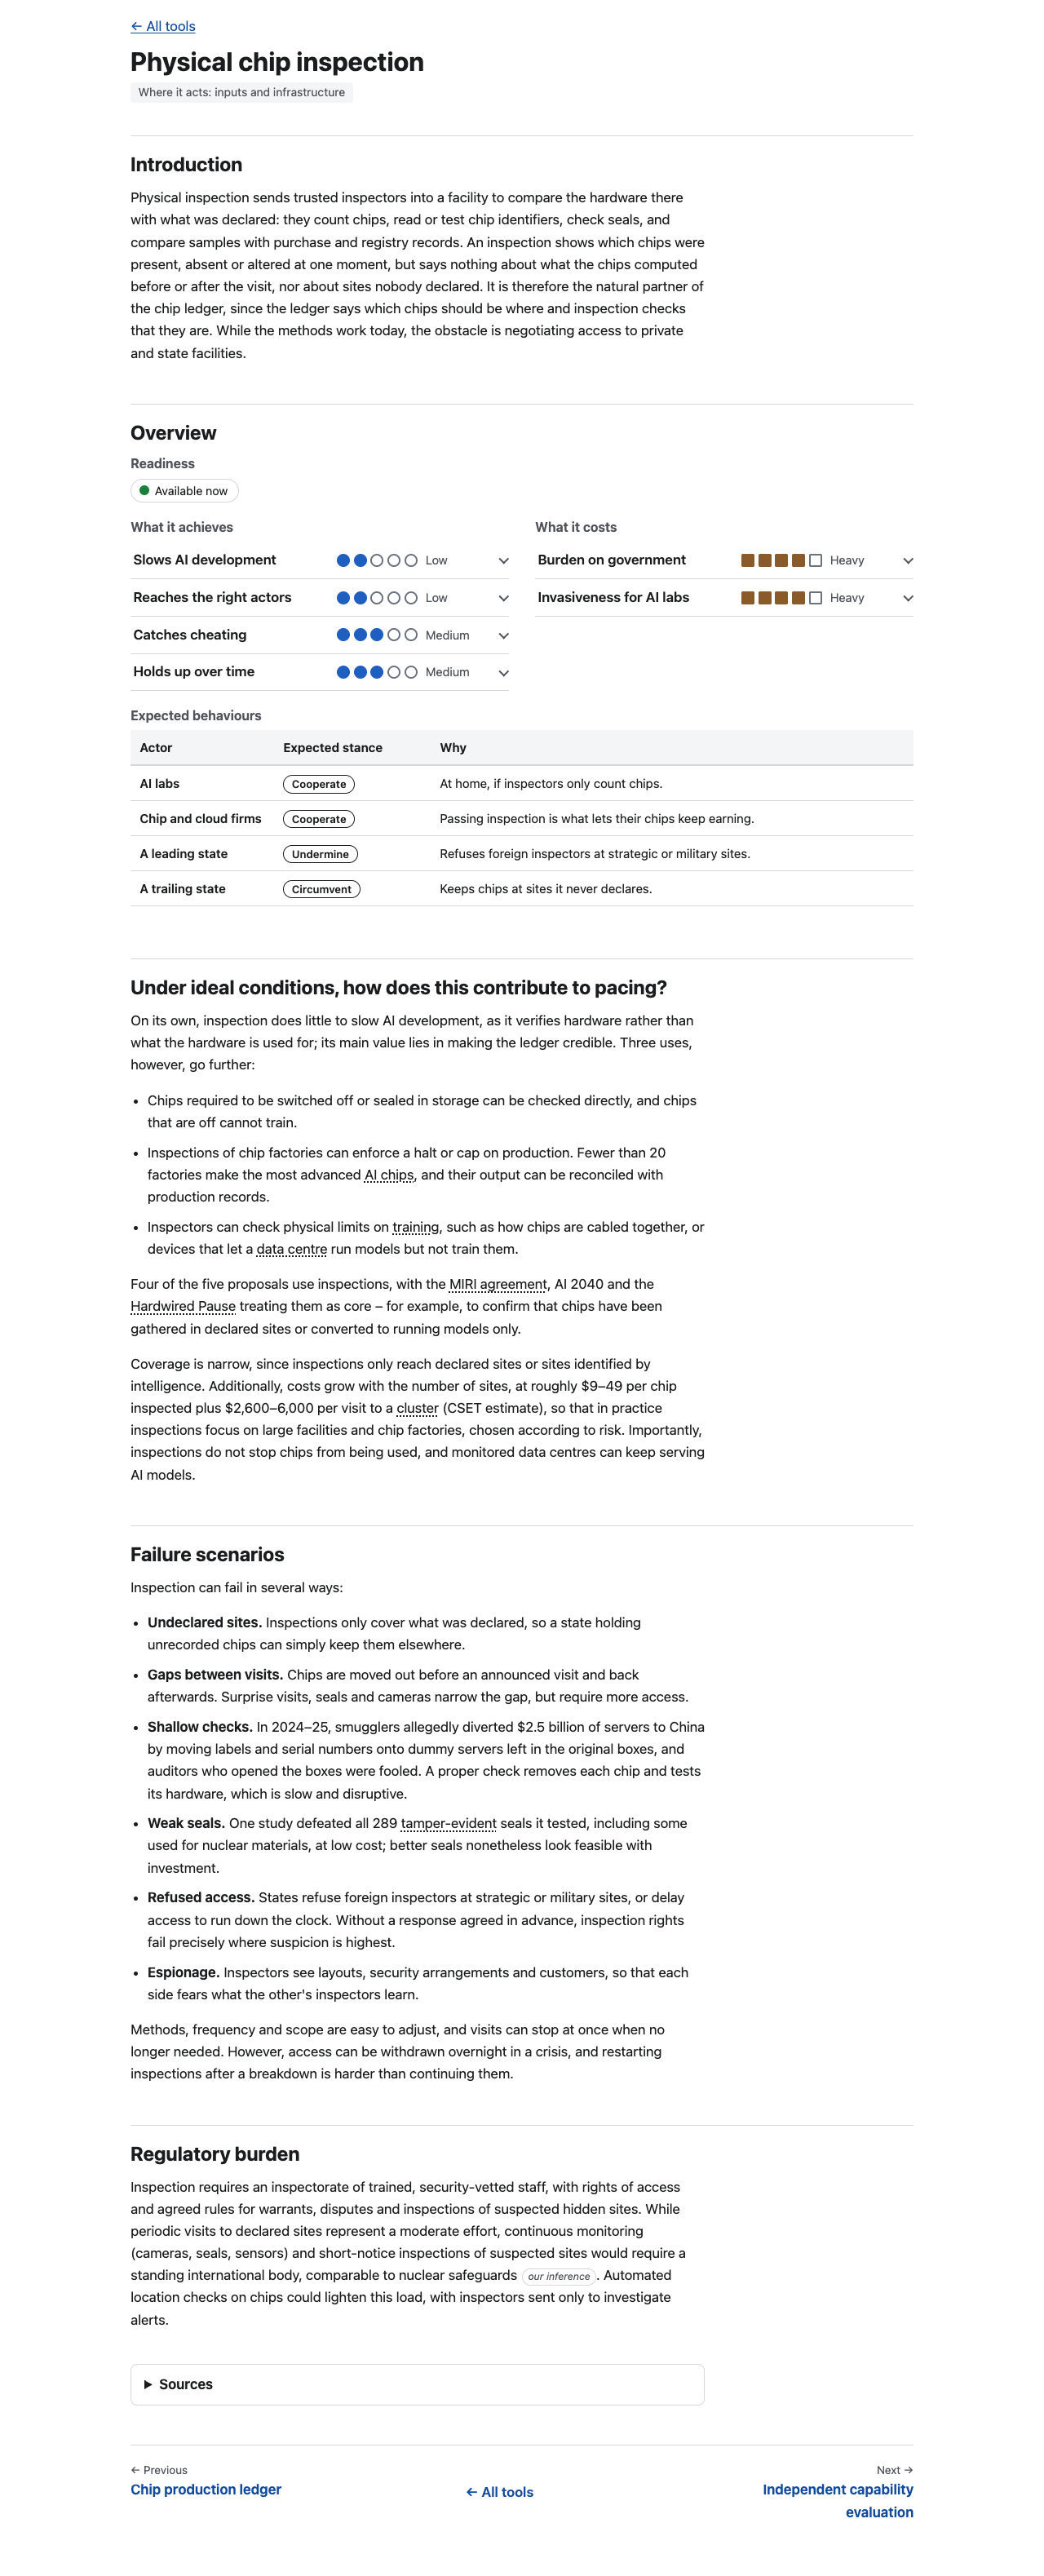 ← All tools
Physical chip inspection
Where it acts: inputs and infrastructure
Introduction
Physical inspection sends trusted inspectors into a facility to compare the hardware there
with what was declared: they count chips, read or test chip identifiers, check seals, and
compare samples with purchase and registry records. An inspection shows which chips were
present, absent or altered at one moment, but says nothing about what the chips computed
before or after the visit, nor about sites nobody declared. It is therefore the natural partner of
the chip ledger, since the ledger says which chips should be where and inspection checks
that they are. While the methods work today, the obstacle is negotiating access to private
and state facilities.
Overview
Readiness
Available now
What it achieves
Slows AI development Low
Reaches the right actors Low
Catches cheating Medium
Holds up over time Medium
What it costs
Burden on government Heavy
Invasiveness for AI labs Heavy
Expected behaviours
Actor Expected stance Why
AI labs Cooperate At home, if inspectors only count chips.
Chip and cloud firms Cooperate Passing inspection is what lets their chips keep earning.
A leading state Undermine Refuses foreign inspectors at strategic or military sites.
A trailing state Circumvent Keeps chips at sites it never declares.
Under ideal conditions, how does this contribute to pacing?
On its own, inspection does little to slow AI development, as it verifies hardware rather than
what the hardware is used for; its main value lies in making the ledger credible. Three uses,
however, go further:
• Chips required to be switched off or sealed in storage can be checked directly, and chips
that are off cannot train.
• Inspections of chip factories can enforce a halt or cap on production. Fewer than 20
factories make the most advanced AI chips, and their output can be reconciled with
production records.
• Inspectors can check physical limits on training, such as how chips are cabled together, or
devices that let a data centre run models but not train them.
Four of the five proposals use inspections, with the MIRI agreement, AI 2040 and the
Hardwired Pause treating them as core – for example, to confirm that chips have been
gathered in declared sites or converted to running models only.
Coverage is narrow, since inspections only reach declared sites or sites identified by
intelligence. Additionally, costs grow with the number of sites, at roughly $9–49 per chip
inspected plus $2,600–6,000 per visit to a cluster (CSET estimate), so that in practice
inspections focus on large facilities and chip factories, chosen according to risk. Importantly,
inspections do not stop chips from being used, and monitored data centres can keep serving
AI models.
Failure scenarios
Inspection can fail in several ways:
• Undeclared sites. Inspections only cover what was declared, so a state holding
unrecorded chips can simply keep them elsewhere.
• Gaps between visits. Chips are moved out before an announced visit and back
afterwards. Surprise visits, seals and cameras narrow the gap, but require more access.
• Shallow checks. In 2024–25, smugglers allegedly diverted $2.5 billion of servers to China
by moving labels and serial numbers onto dummy servers left in the original boxes, and
auditors who opened the boxes were fooled. A proper check removes each chip and tests
its hardware, which is slow and disruptive.
• Weak seals. One study defeated all 289 tamper-evident seals it tested, including some
used for nuclear materials, at low cost; better seals nonetheless look feasible with
investment.
• Refused access. States refuse foreign inspectors at strategic or military sites, or delay
access to run down the clock. Without a response agreed in advance, inspection rights
fail precisely where suspicion is highest.
• Espionage. Inspectors see layouts, security arrangements and customers, so that each
side fears what the other's inspectors learn.
Methods, frequency and scope are easy to adjust, and visits can stop at once when no
longer needed. However, access can be withdrawn overnight in a crisis, and restarting
inspections after a breakdown is harder than continuing them.
Regulatory burden
Inspection requires an inspectorate of trained, security-vetted staff, with rights of access
and agreed rules for warrants, disputes and inspections of suspected hidden sites. While
periodic visits to declared sites represent a moderate effort, continuous monitoring
(cameras, seals, sensors) and short-notice inspections of suspected sites would require a
standing international body, comparable to nuclear safeguards our inference. Automated
location checks on chips could lighten this load, with inspectors sent only to investigate
alerts.
▶ Sources
← Previous
Chip production ledger
← All tools
Next →
Independent capability
evaluation